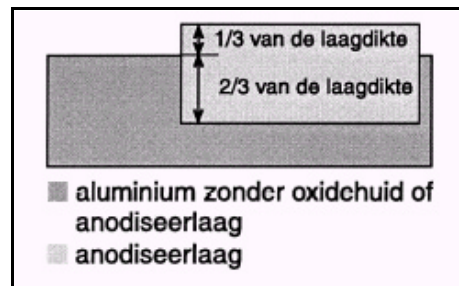 1/3 van de laagdikte
2/3 van de laagdikte
aluminium zonder oxidehuid of
anodiseerlaag
anodiseerlaag